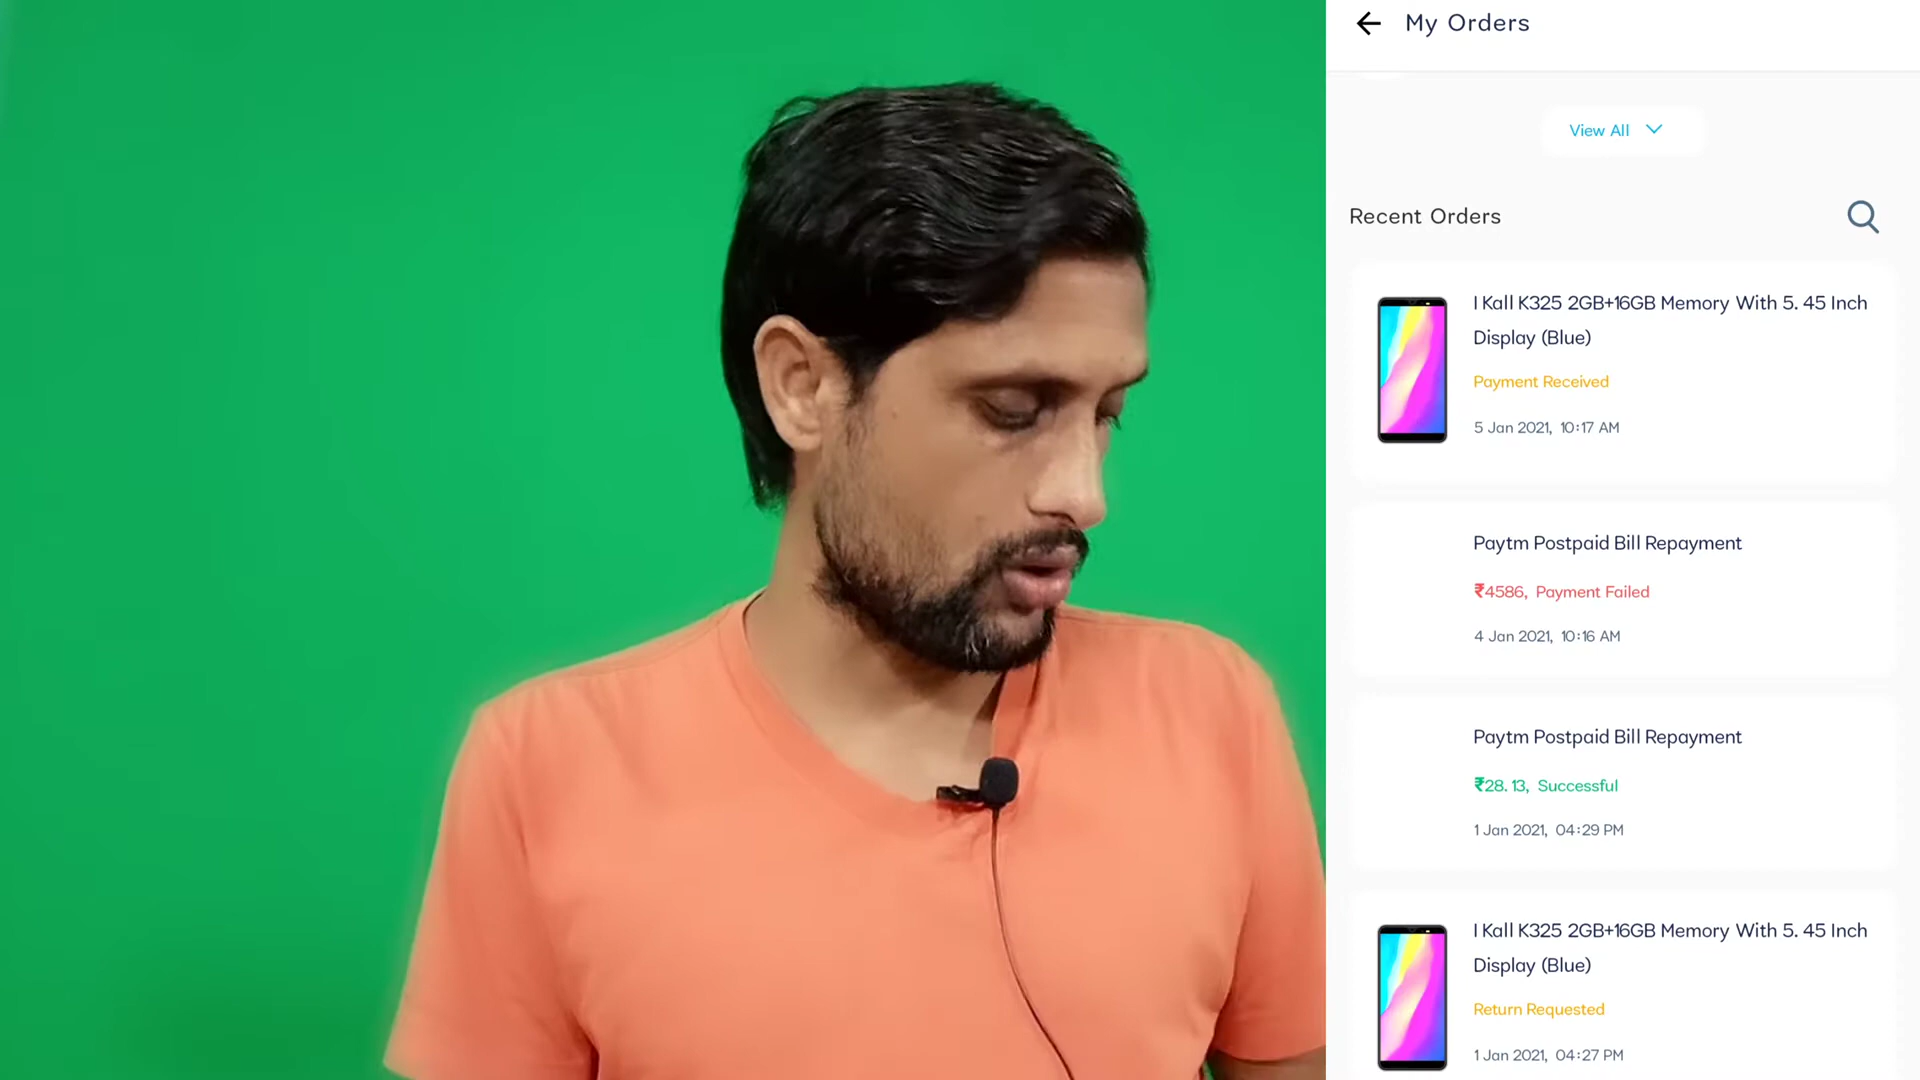 My Orders
View All
Recent Orders
I Kall K325 2GB+16GB Memory With 5. 45 Inch
Display (Blue)
Payment Received
5 Jan 2021, 10:17 AM
Paytm Postpaid Bill Repayment
₹4586, Payment Failed
4 Jan 2021, 10:16 AM
Paytm Postpaid Bill Repayment
₹28. 13, Successful
1 Jan 2021, 04:29 PM
I Kall K325 2GB+16GB Memory With 5. 45 Inch
Display (Blue)
Return Requested
1 Jan 2021, 04:27 PM